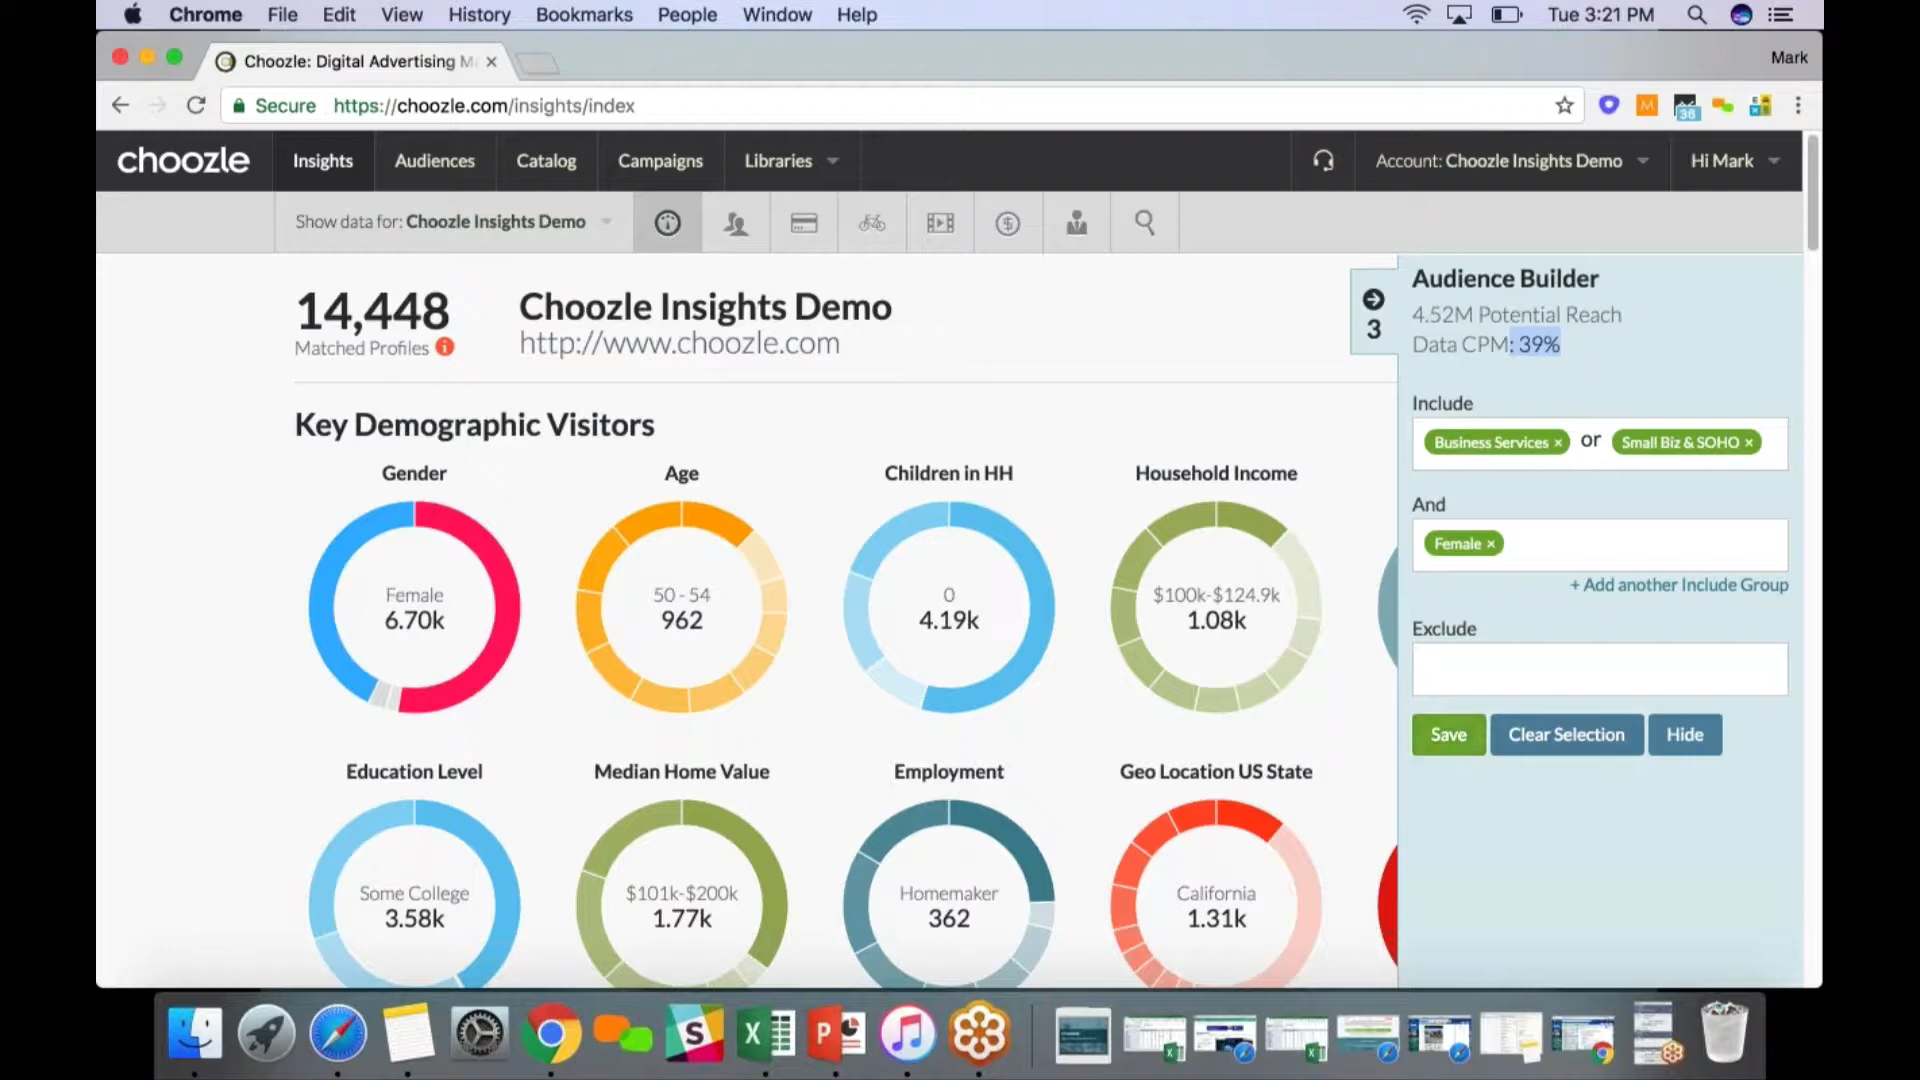 Chrome File Edit View History Bookmarks People Window Help Tue 3:21 PM
Choozle: Digital Advertising Ma × Mark
Secure https://choozle.com/insights/index M 36
choozle Insights Audiences Catalog Campaigns Libraries Account: Choozle Insights Demo Hi Mark
Show data for: Choozle Insights Demo
14,448 Choozle Insights Demo
Matched Profiles http://www.choozle.com
Key Demographic Visitors
Gender Age Children in HH Household Income
Female 50 - 54 0 $100k-$124.9k
6.70k 962 4.19k 1.08k
Education Level Median Home Value Employment Geo Location US State
Some College $101k-$200k Homemaker California
3.58k 1.77k 362 1.31k
3
Audience Builder
4.52M Potential Reach
Data CPM: 39%
Include
Business Services × or Small Biz & SOHO ×
And
Female ×
+ Add another Include Group
Exclude
Save Clear Selection Hide
S X P